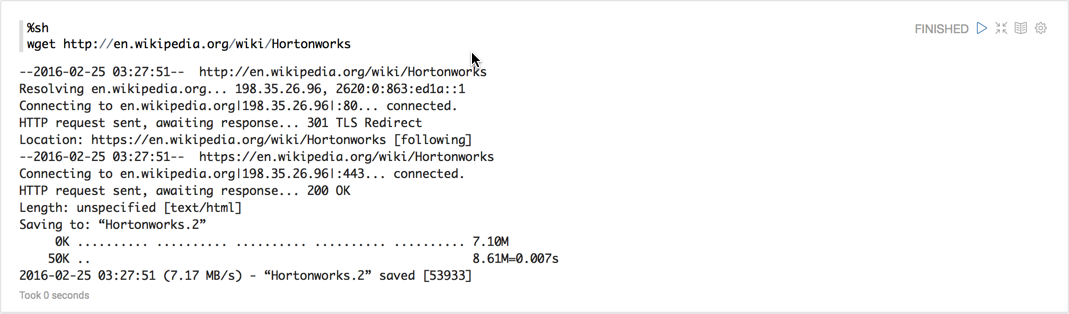 %sh
FINISHED
wget http://en.wikipedia.org/wiki/Hortonworks
--2016-02-25 03:27:51--  http://en.wikipedia.org/wiki/Hortonworks
Resolving en.wikipedia.org... 198.35.26.96, 2620:0:863:ed1a::1
Connecting to en.wikipedia.org|198.35.26.96|:80... connected.
HTTP request sent, awaiting response... 301 TLS Redirect
Location: https://en.wikipedia.org/wiki/Hortonworks [following]
--2016-02-25 03:27:51--  https://en.wikipedia.org/wiki/Hortonworks
Connecting to en.wikipedia.org|198.35.26.96|:443... connected.
HTTP request sent, awaiting response... 200 OK
Length: unspecified [text/html]
Saving to: “Hortonworks.2”
     0K .......... .......... .......... .......... .......... 7.10M
    50K ..                                                     8.61M=0.007s
2016-02-25 03:27:51 (7.17 MB/s) - “Hortonworks.2” saved [53933]
Took 0 seconds